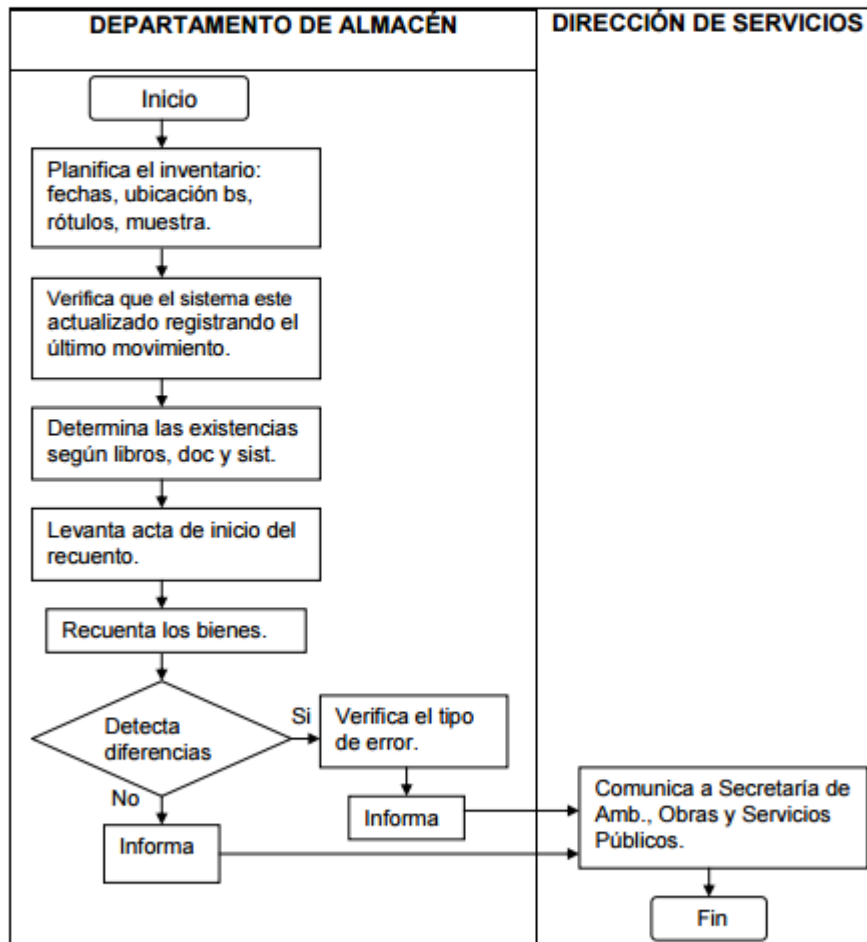 DEPARTAMENTO DE ALMACÉN
DIRECCIÓN DE SERVICIOS
Inicio
Planifica el inventario:
fechas, ubicación bs,
rótulos, muestra.
Verifica que el sistema este
actualizado registrando el
último movimiento.
Determina las existencias
según libros, doc y sist.
Levanta acta de inicio del
recuento.
Recuenta los bienes.
Detecta
diferencias
Si
Verifica el tipo
de error.
No
Informa
Informa
Comunica a Secretaría de
Amb., Obras y Servicios
Públicos.
Fin